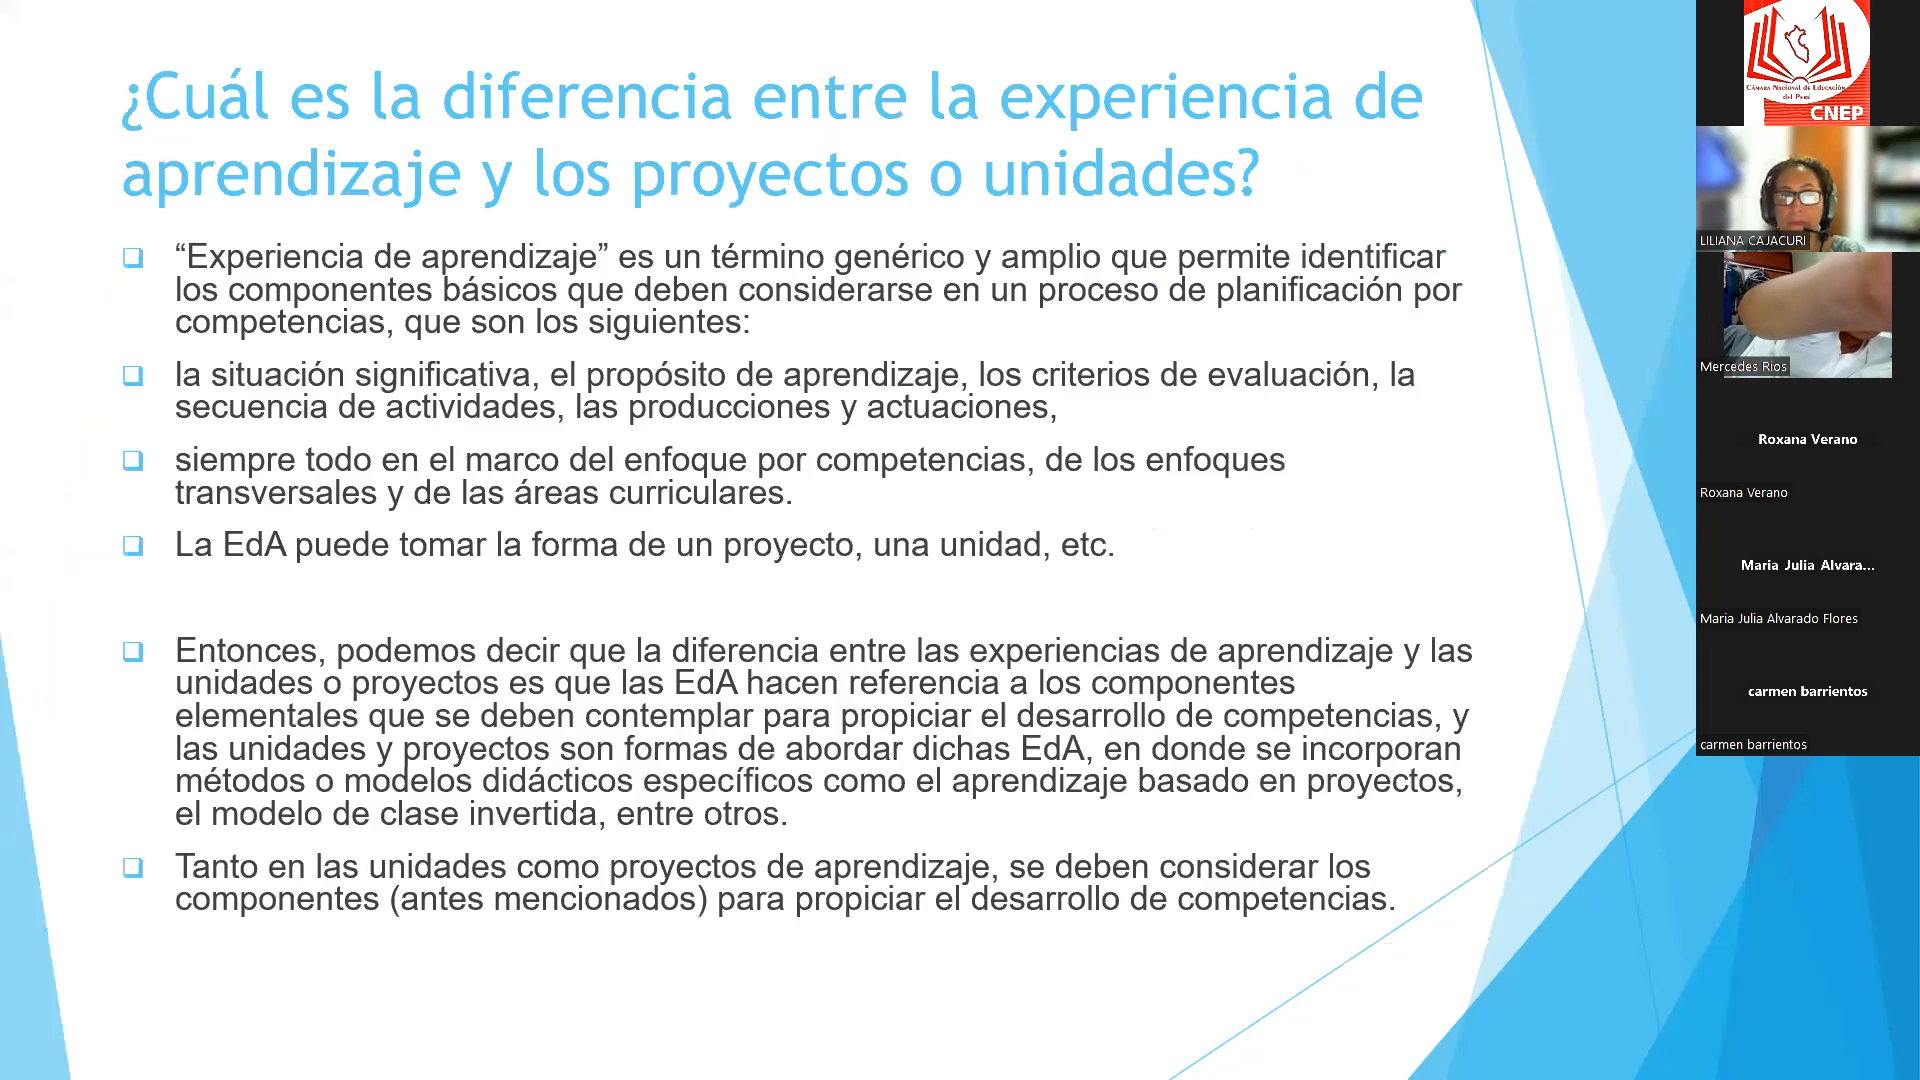 ¿Cuál es la diferencia entre la experiencia de
aprendizaje y los proyectos o unidades?
“Experiencia de aprendizaje” es un término genérico y amplio que permite identificar
los componentes básicos que deben considerarse en un proceso de planificación por
competencias, que son los siguientes:
la situación significativa, el propósito de aprendizaje, los criterios de evaluación, la
secuencia de actividades, las producciones y actuaciones,
siempre todo en el marco del enfoque por competencias, de los enfoques
transversales y de las áreas curriculares.
La EdA puede tomar la forma de un proyecto, una unidad, etc.
Entonces, podemos decir que la diferencia entre las experiencias de aprendizaje y las
unidades o proyectos es que las EdA hacen referencia a los componentes
elementales que se deben contemplar para propiciar el desarrollo de competencias, y
las unidades y proyectos son formas de abordar dichas EdA, en donde se incorporan
métodos o modelos didácticos específicos como el aprendizaje basado en proyectos,
el modelo de clase invertida, entre otros.
Tanto en las unidades como proyectos de aprendizaje, se deben considerar los
componentes (antes mencionados) para propiciar el desarrollo de competencias.
Cámara Nacional de Educación
del Perú
CNEP
LILIANA CAJACURI
Mercedes Rios
Roxana Verano
Roxana Verano
Maria Julia Alvara...
Maria Julia Alvarado Flores
carmen barrientos
carmen barrientos